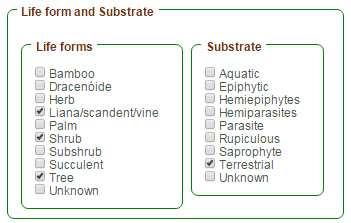 Life form and Substrate
Life forms
Bamboo
Dracenóide
Herb
Liana/scandent/vine
Palm
Shrub
Subshrub
Succulent
Tree
Unknown
Substrate
Aquatic
Epiphytic
Hemiepiphytes
Hemiparasites
Parasite
Rupiculous
Saprophyte
Terrestrial
Unknown